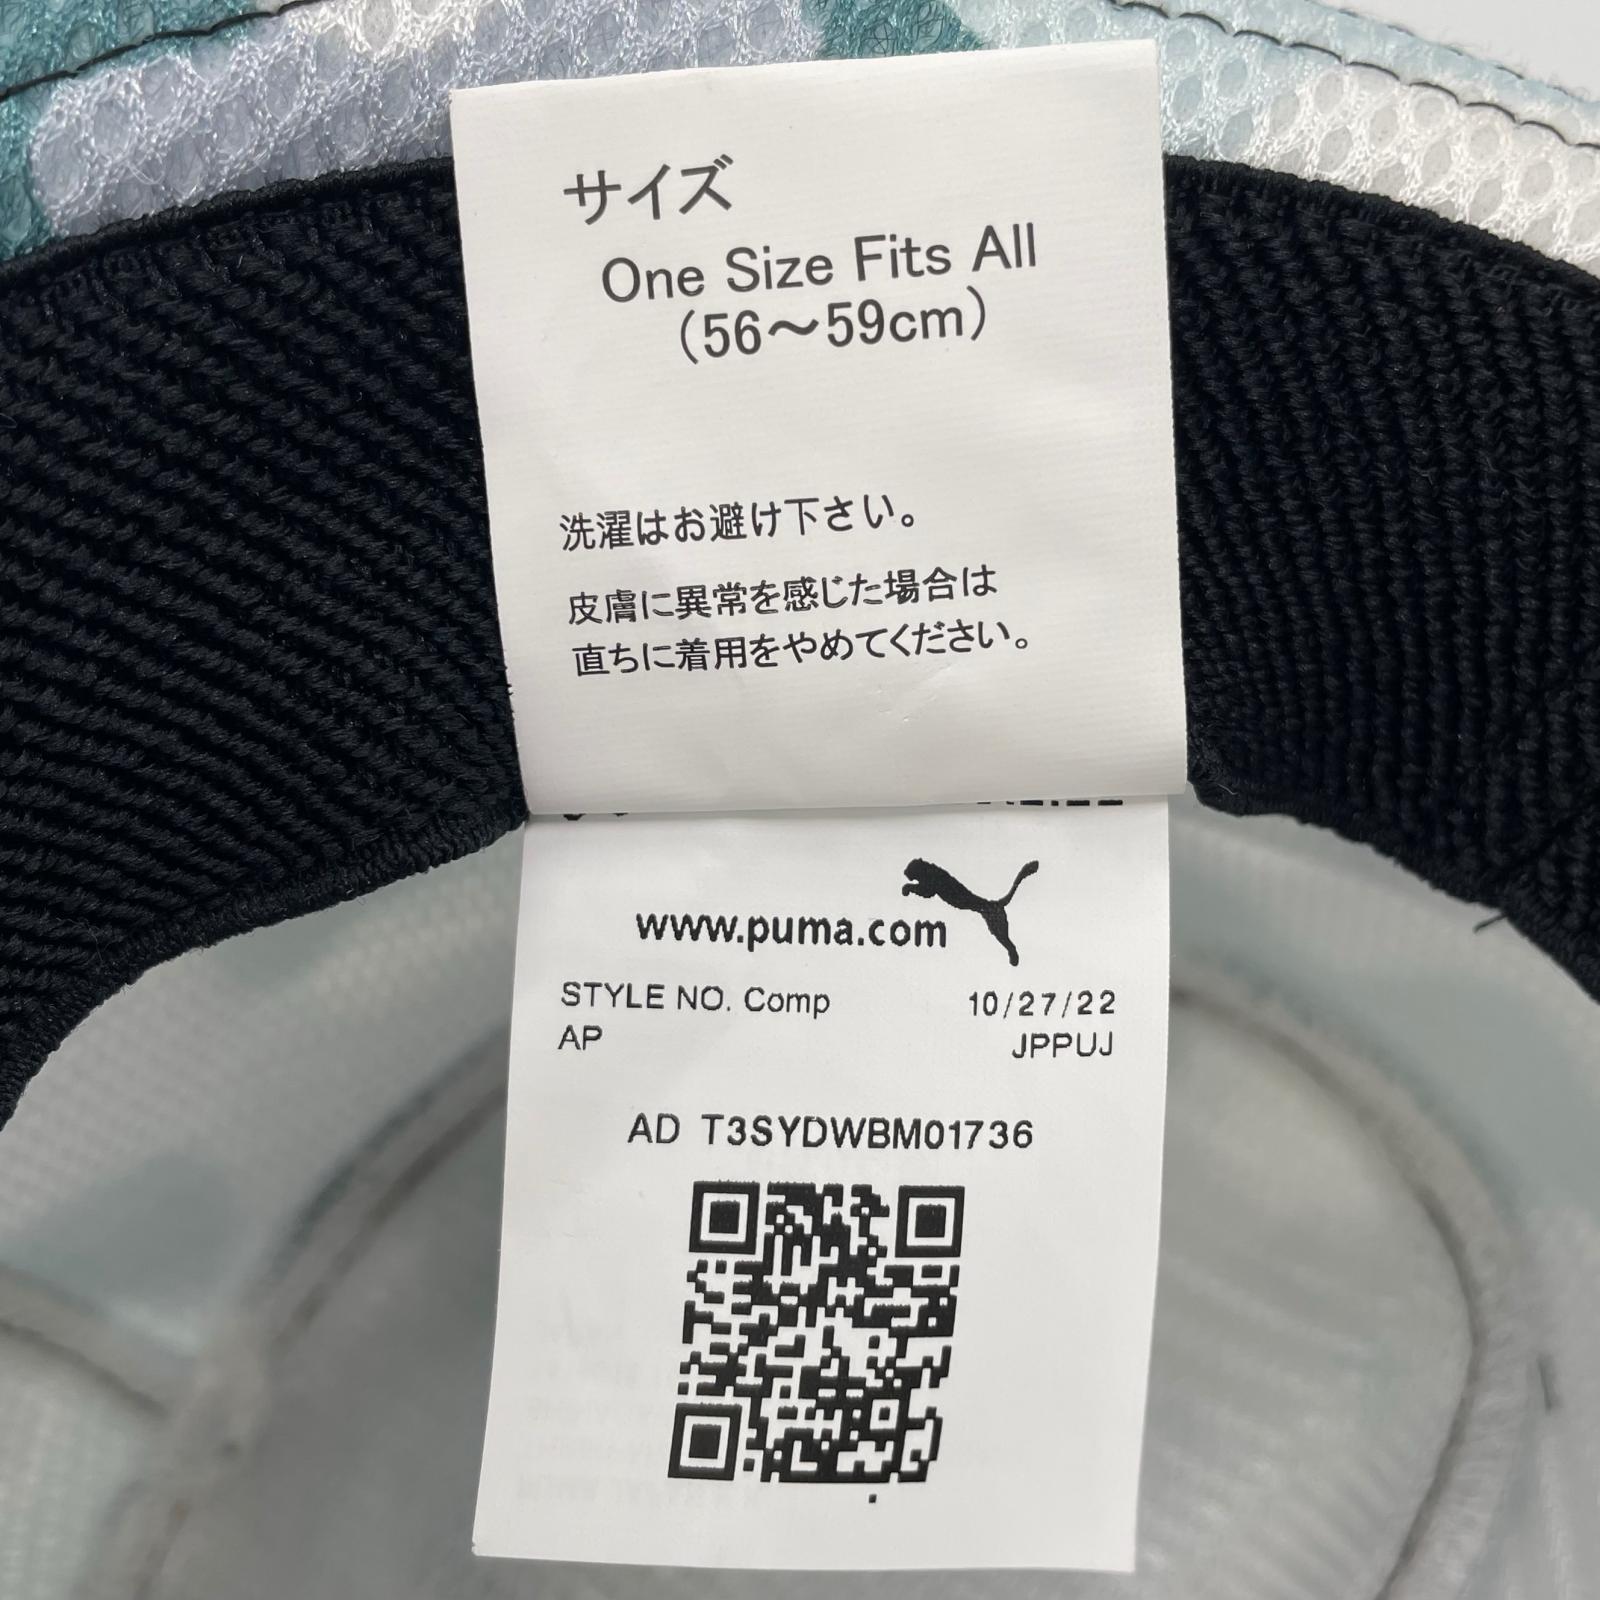 サイズ
One Size Fits All
(56～59cm)
洗濯はお避け下さい。
皮膚に異常を感じた場合は
直ちに着用をやめてください。
www.puma.com
STYLE NO. Comp 10/27/22
AP JPPUJ
AD T3SYDWBM01736